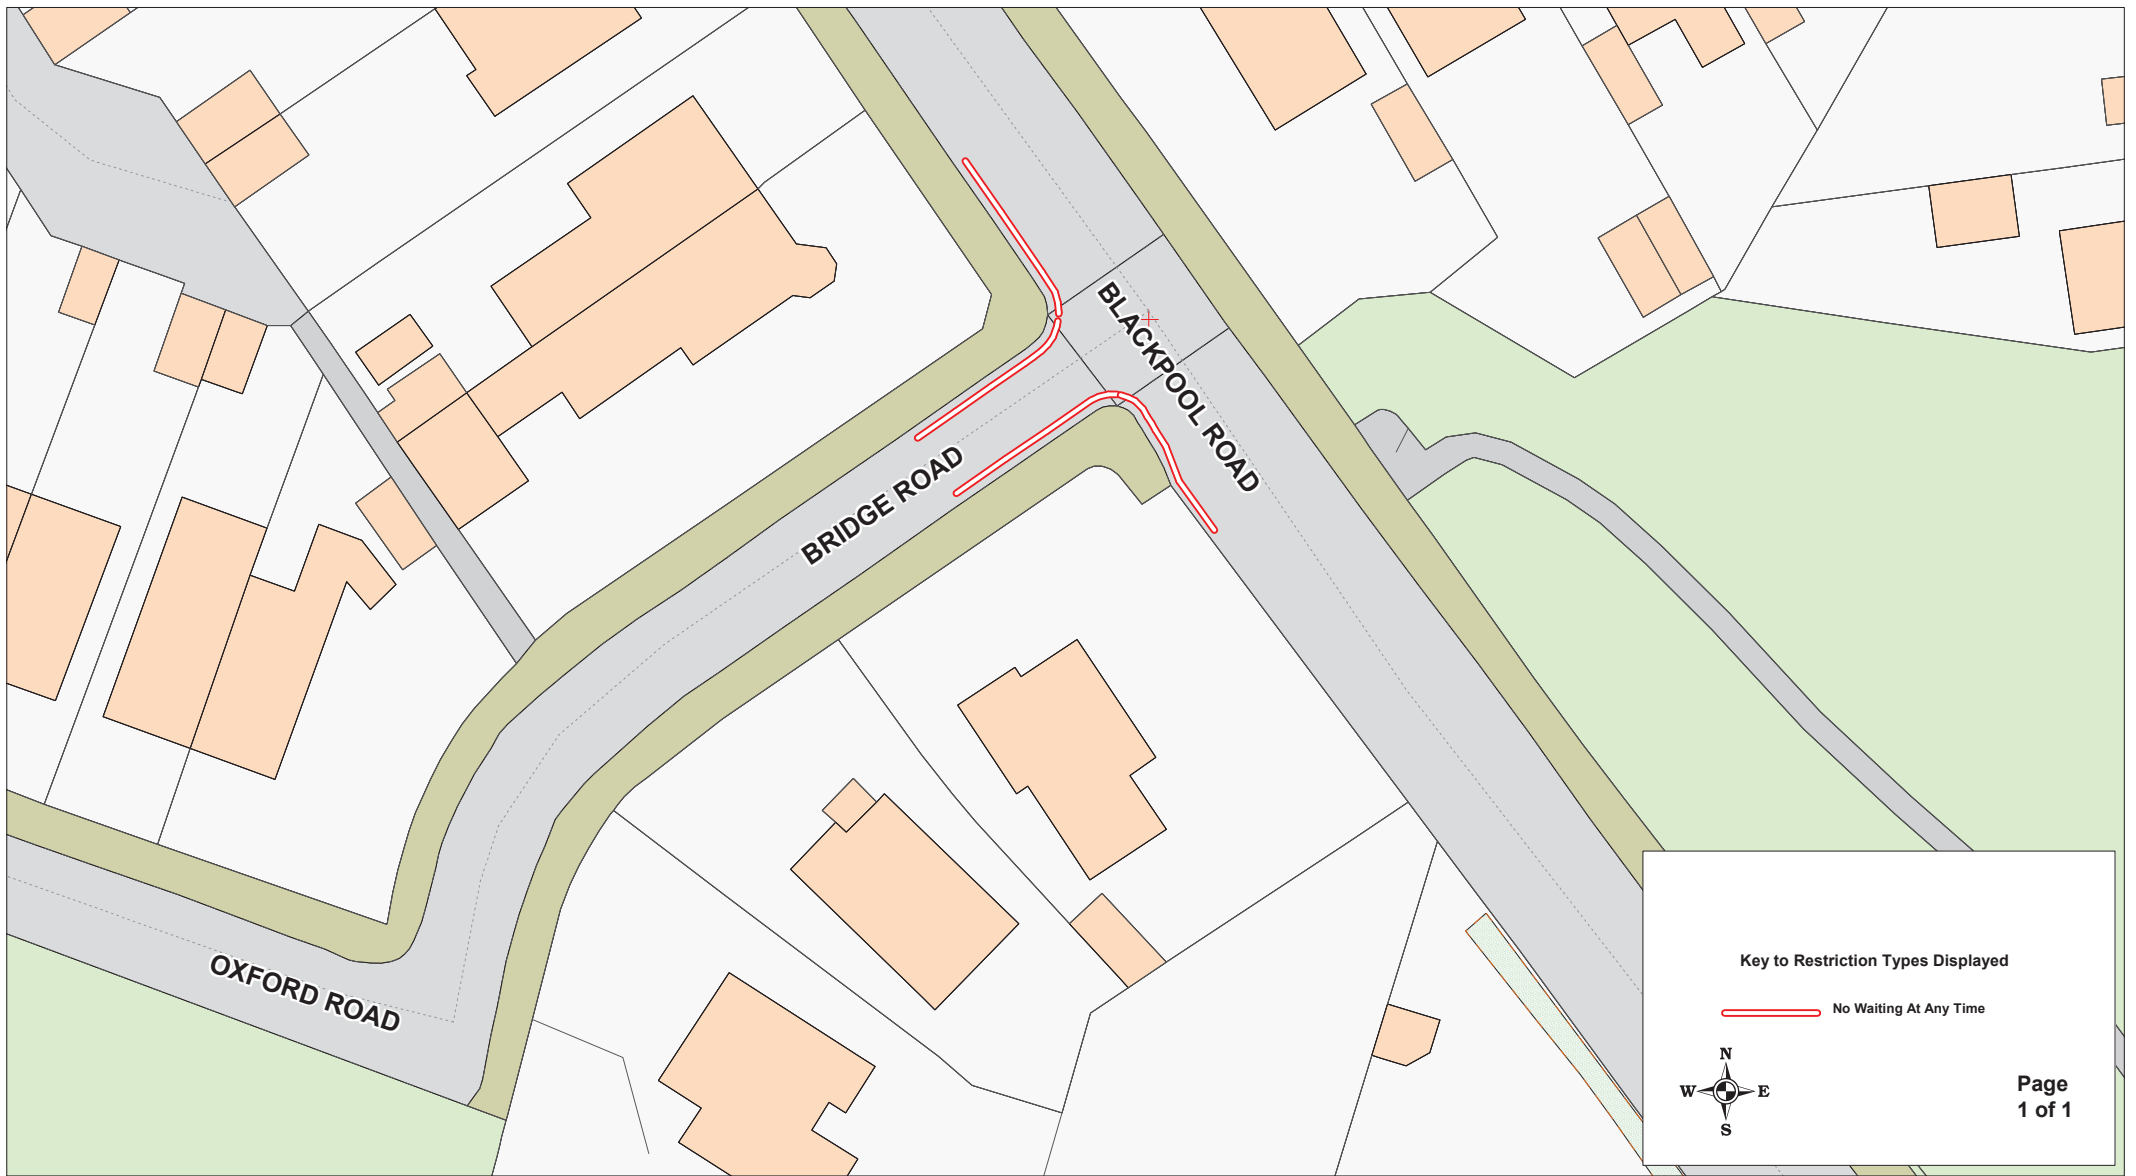 BLACKPOOL ROAD
BRIDGE ROAD
OXFORD ROAD
Key to Restriction Types Displayed
No Waiting At Any Time
N
W E
S
Page
1 of 1